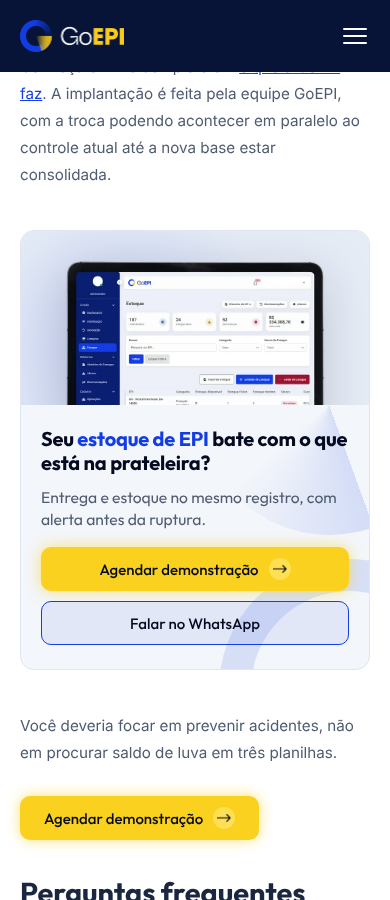 GoEPI
faz. A implantação é feita pela equipe GoEPI,
com a troca podendo acontecer em paralelo ao
controle atual até a nova base estar
consolidada.
GoEPI
Estoque
Seu estoque de EPI bate com o que
está na prateleira?
Entrega e estoque no mesmo registro, com
alerta antes da ruptura.
Agendar demonstração
Falar no WhatsApp
Você deveria focar em prevenir acidentes, não
em procurar saldo de luva em três planilhas.
Agendar demonstração
Perguntas frequentes